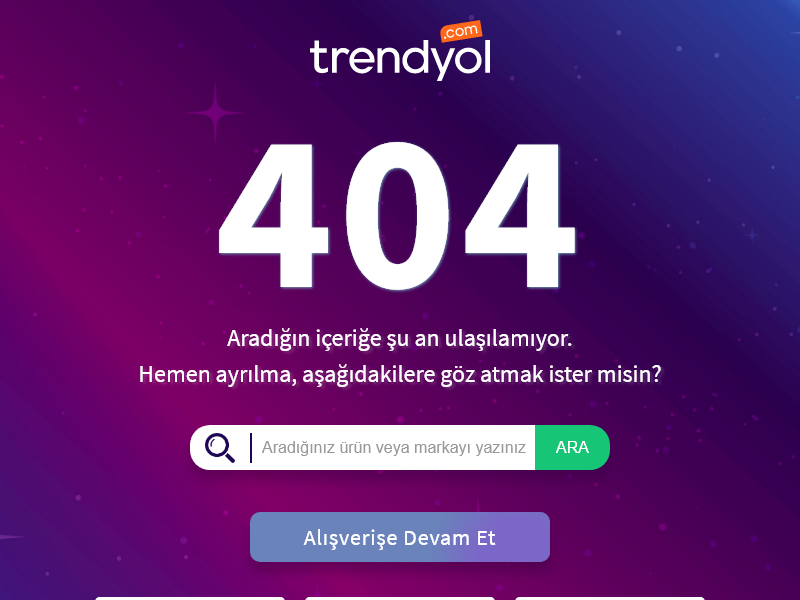 .com
trendyol
404
Aradığın içeriğe şu an ulaşılamıyor.
Hemen ayrılma, aşağıdakilere göz atmak ister misin?
Aradığınız ürün veya markayı yazınız ARA
Alışverişe Devam Et